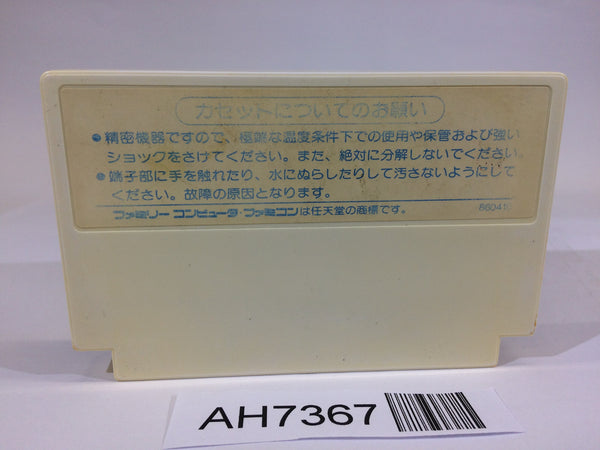 カセットについてのお願い
●精密機器ですので、極端な温度条件下での使用や保管および強い
ショックをさけてください。また、絶対に分解しないでください。
●端子部に手を触れたり、水にぬらしたりして汚さないようにして
ください。故障の原因となります。
ファミリーコンピュータ・ファミコンは任天堂の商標です。
AH7367